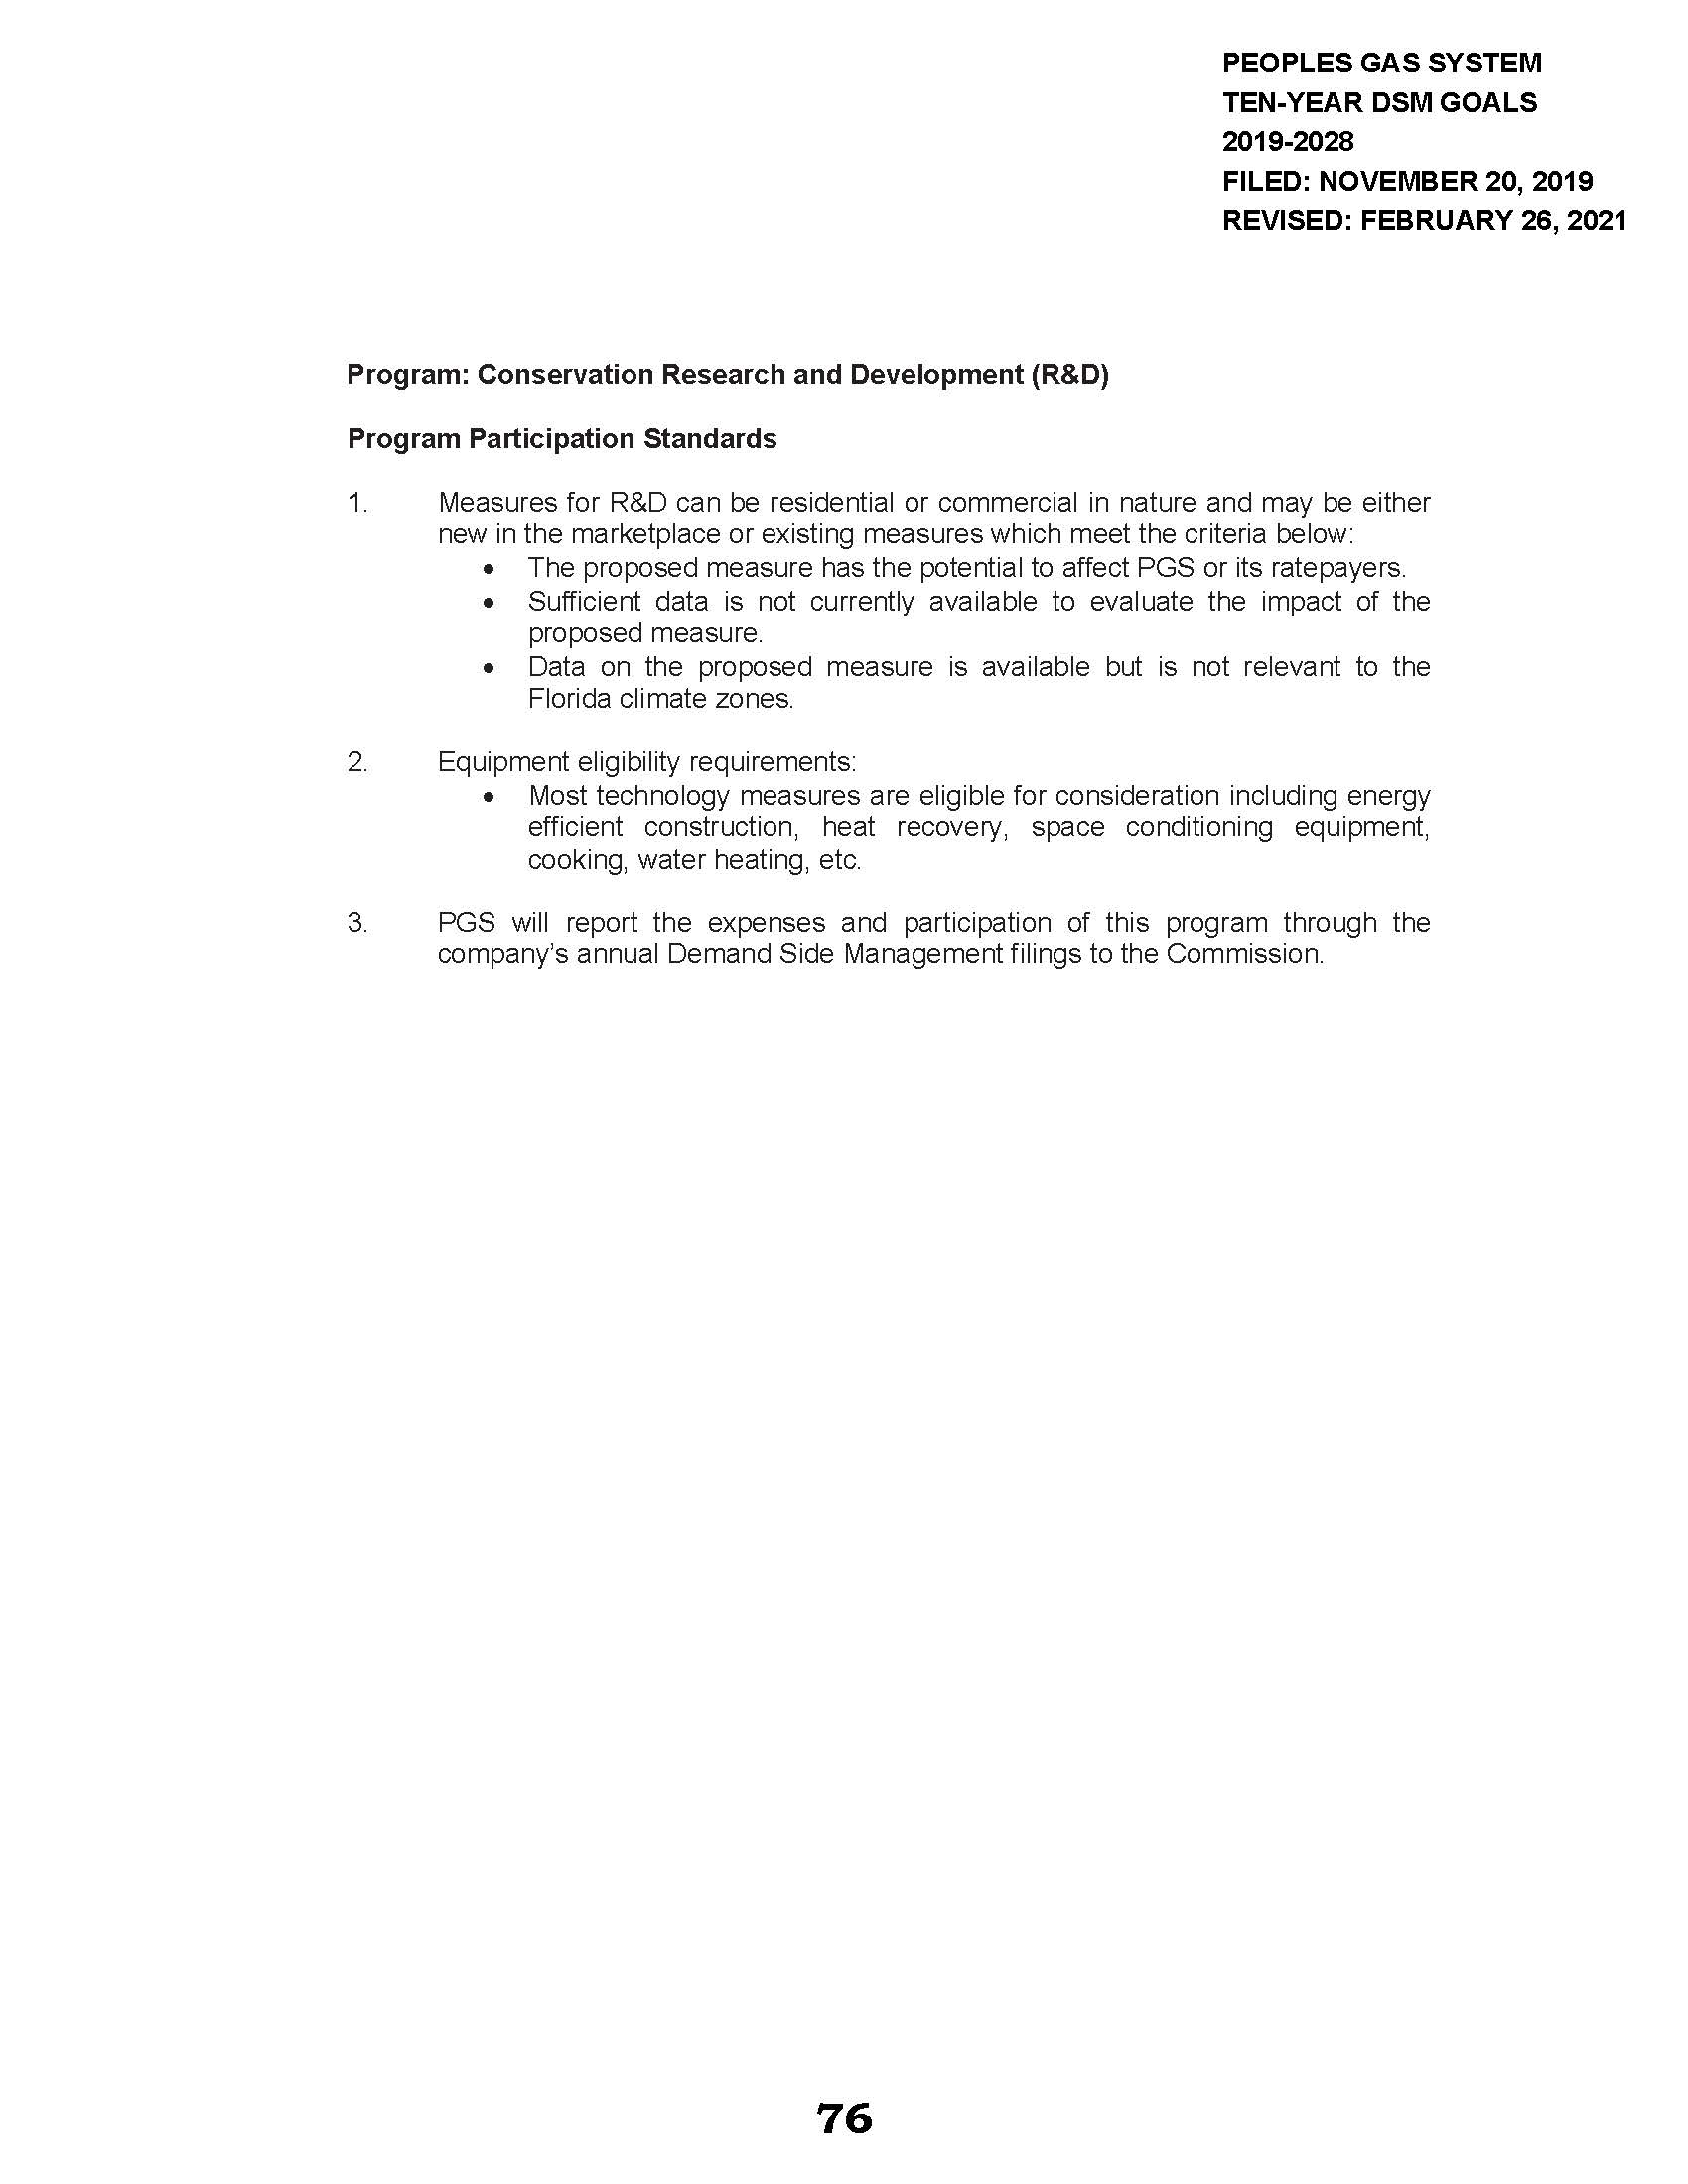 PEOPLES GAS SYSTEM
TEN-YEAR DSM GOALS
2019-2028
FILED: NOVEMBER 20, 2019
REVISED: FEBRUARY 26, 2021
Program: Conservation Research and Development (R&D)
Program Participation Standards
1. Measures for R&D can be residential or commercial in nature and may be either
new in the marketplace or existing measures which meet the criteria below:
• The proposed measure has the potential to affect PGS or its ratepayers.
• Sufficient data is not currently available to evaluate the impact of the
proposed measure.
• Data on the proposed measure is available but is not relevant to the
Florida climate zones.
2. Equipment eligibility requirements:
• Most technology measures are eligible for consideration including energy
efficient construction, heat recovery, space conditioning equipment,
cooking, water heating, etc.
3. PGS will report the expenses and participation of this program through the
company’s annual Demand Side Management filings to the Commission.
76